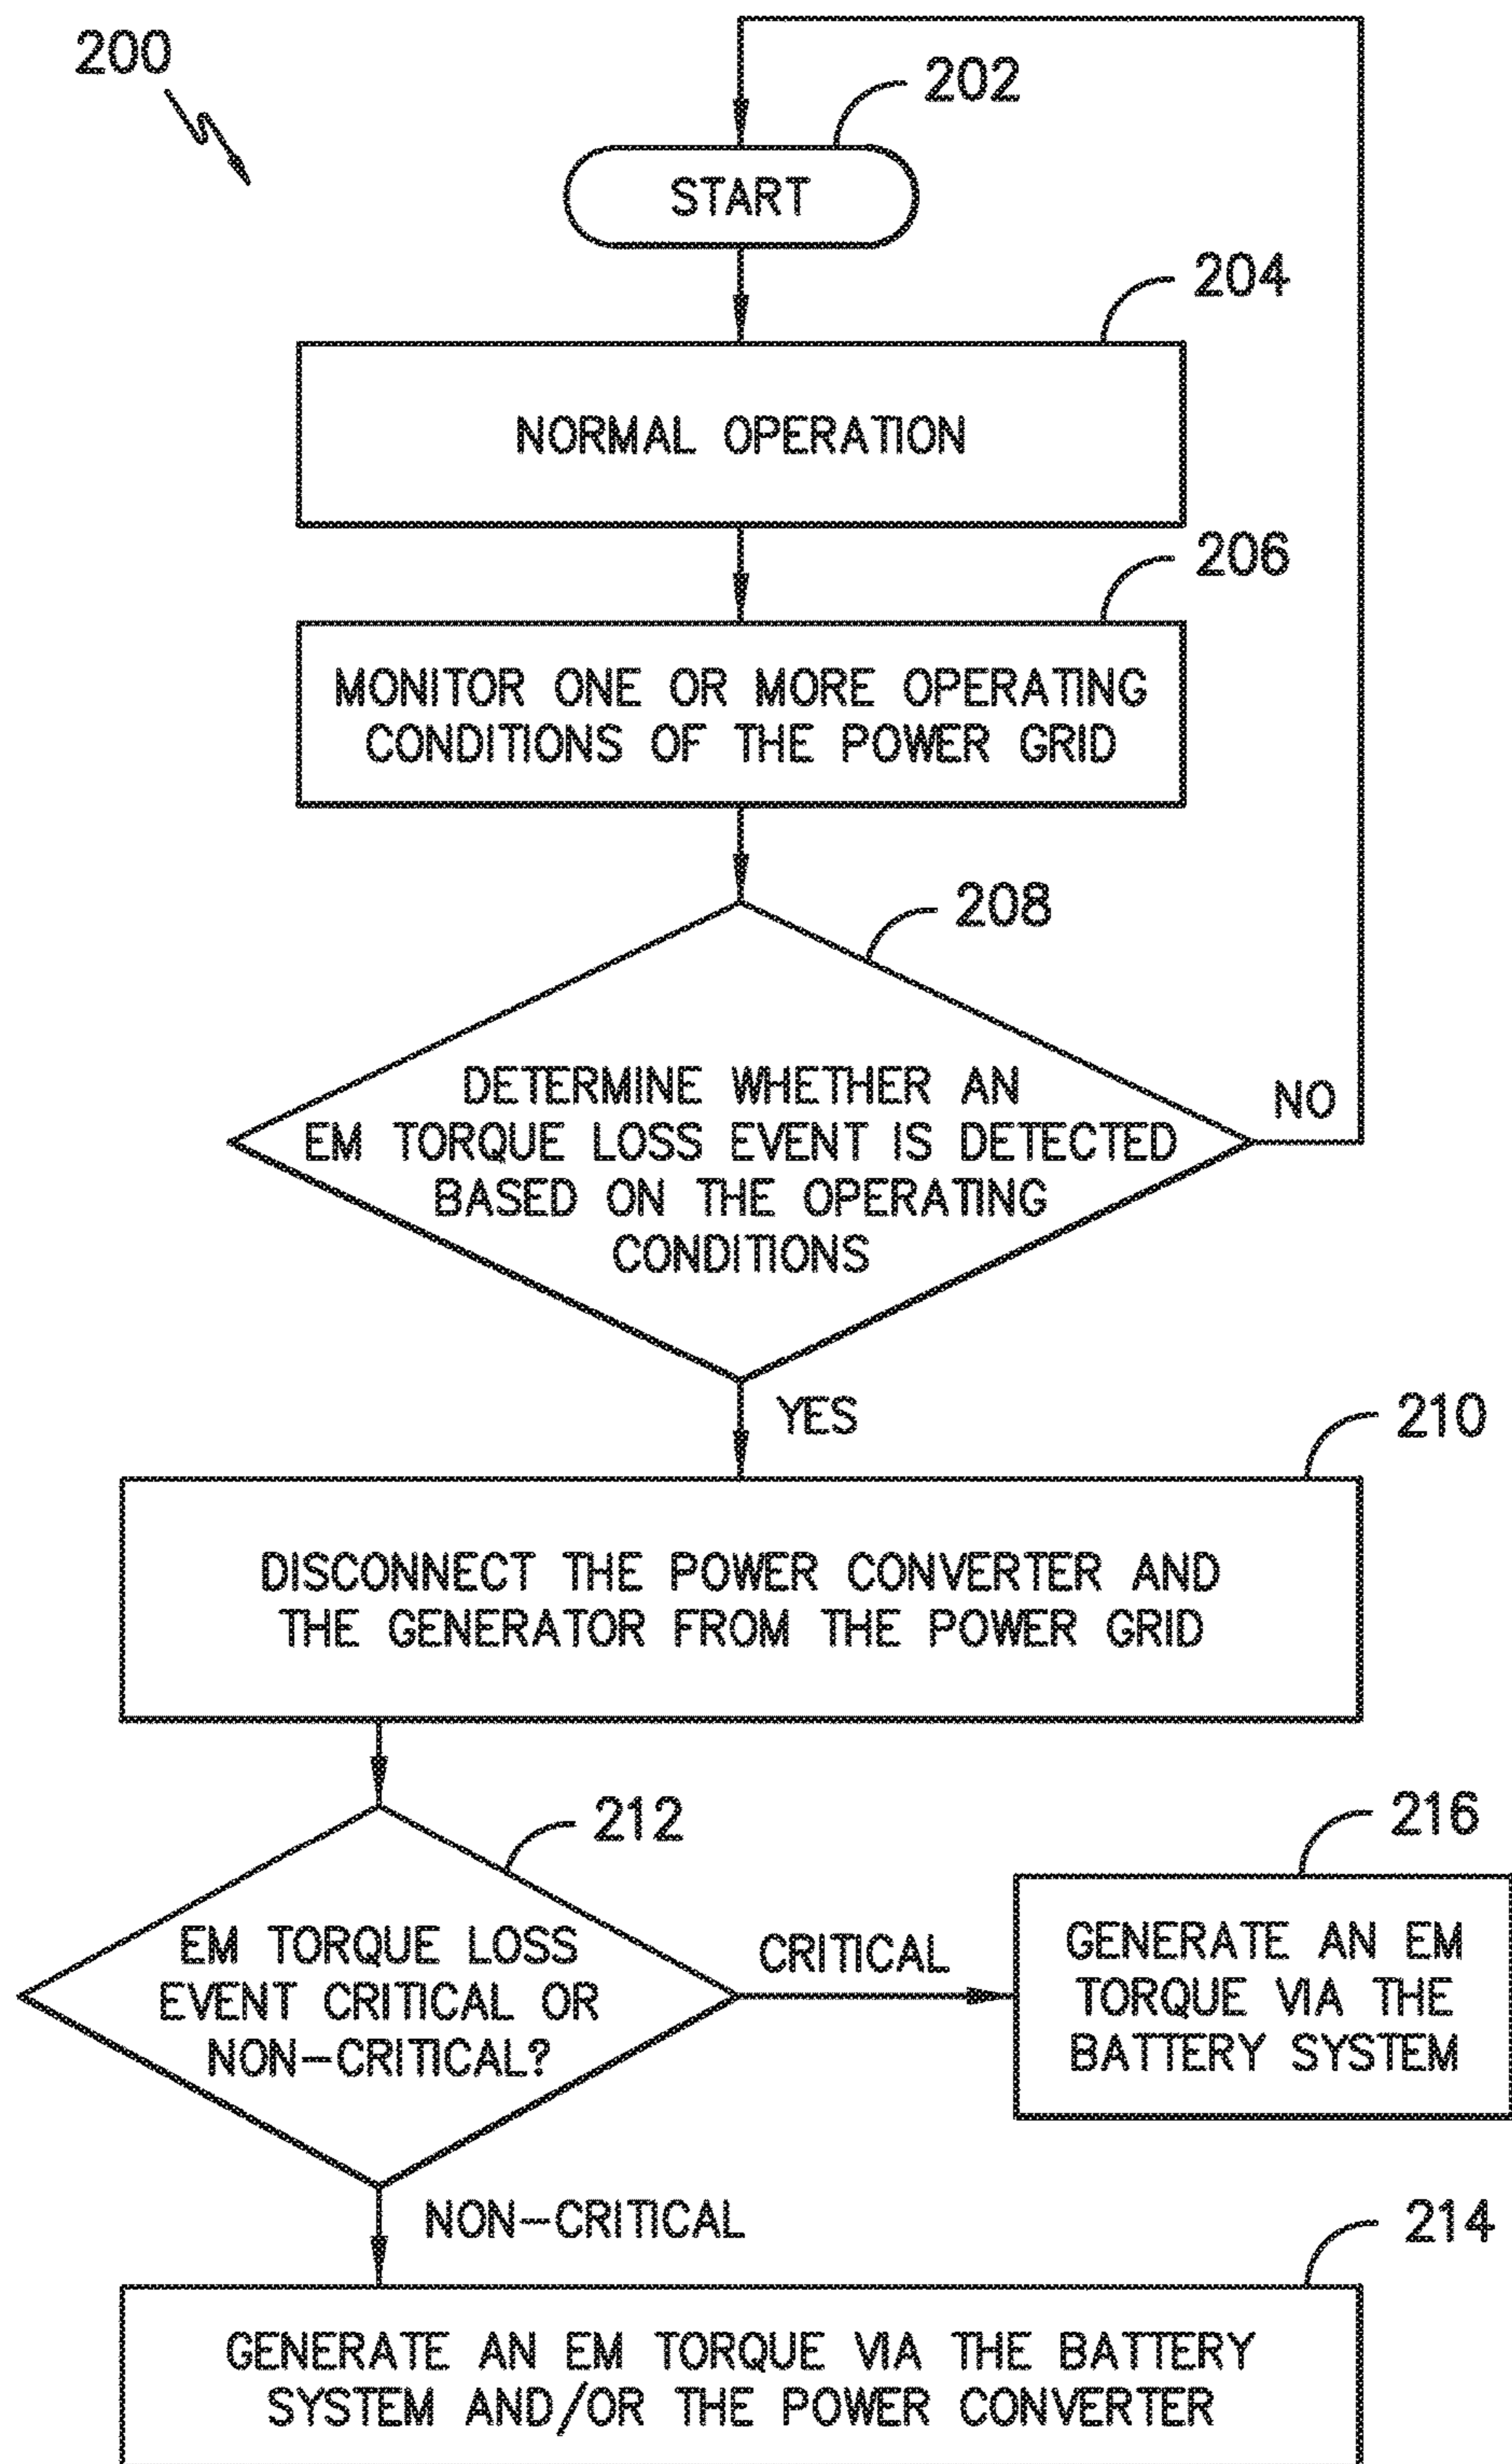 200
202
START
204
NORMAL OPERATION
206
MONITOR ONE OR MORE OPERATING
CONDITIONS OF THE POWER GRID
208
DETERMINE WHETHER AN
EM TORQUE LOSS EVENT IS DETECTED
BASED ON THE OPERATING
CONDITIONS
NO
YES
210
DISCONNECT THE POWER CONVERTER AND
THE GENERATOR FROM THE POWER GRID
212
EM TORQUE LOSS
EVENT CRITICAL OR
NON-CRITICAL?
CRITICAL
216
GENERATE AN EM
TORQUE VIA THE
BATTERY SYSTEM
NON-CRITICAL
214
GENERATE AN EM TORQUE VIA THE BATTERY
SYSTEM AND/OR THE POWER CONVERTER